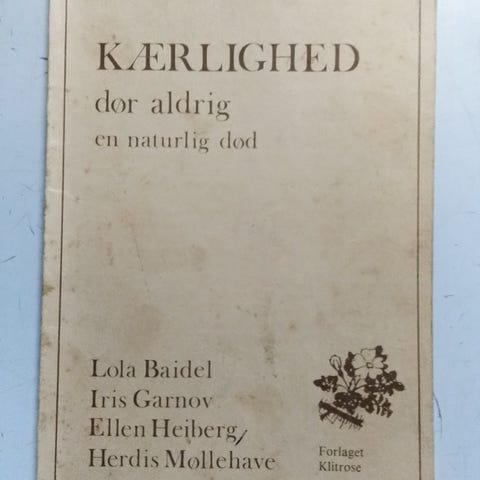 KÆRLIGHED
dør aldrig
en naturlig død
Lola Baidel
Iris Garnov
Ellen Heiberg/
Herdis Møllehave
Forlaget
Klitrose